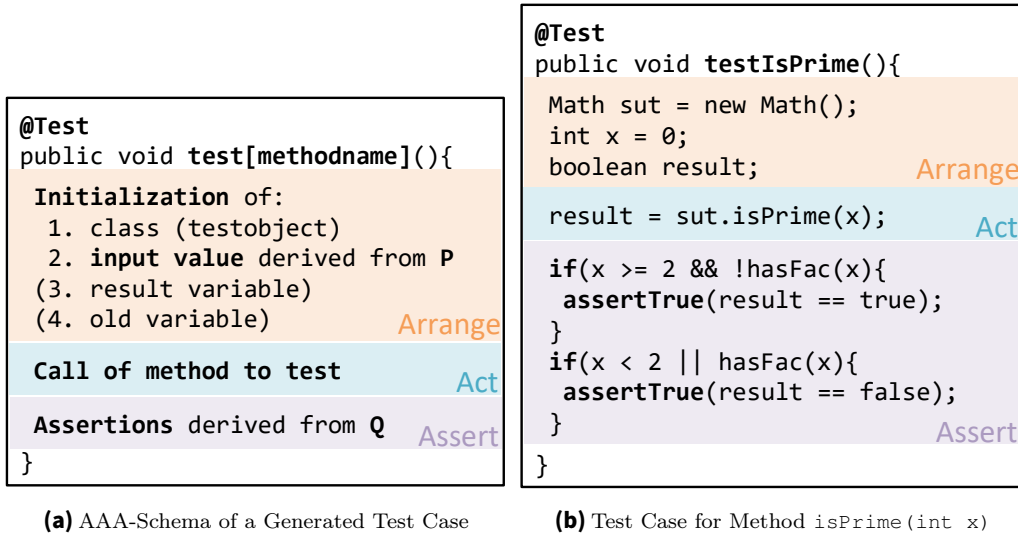 @Test
public void test[methodname](){
Initialization of:
1. class (testobject)
2. input value derived from P
(3. result variable)
(4. old variable)
Arrange
Call of method to test
Act
Assertions derived from Q
Assert
}
(a) AAA-Schema of a Generated Test Case
@Test
public void testIsPrime(){
Math sut = new Math();
int x = 0;
boolean result;
Arrange
result = sut.isPrime(x);
Act
if(x >= 2 && !hasFac(x){
assertTrue(result == true);
}
if(x < 2 || hasFac(x){
assertTrue(result == false);
}
Assert
}
(b) Test Case for Method isPrime(int x)